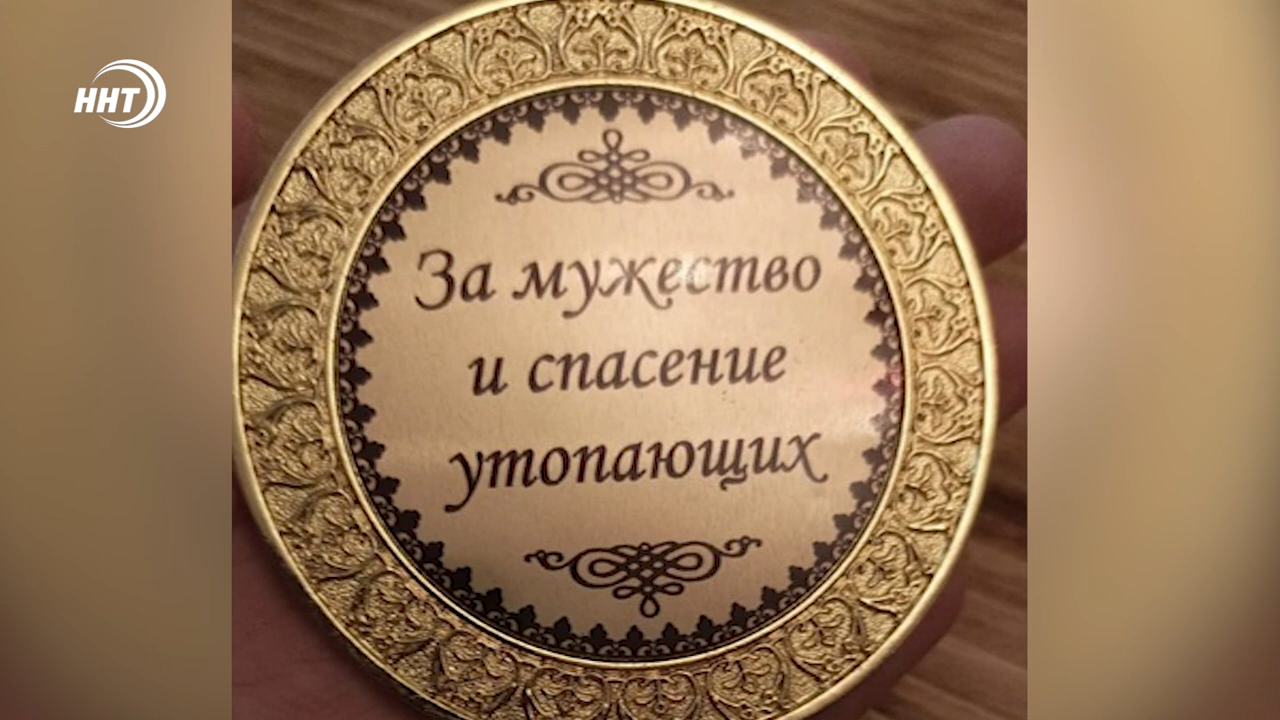 ННТ
За мужество
и спасение
утопающих